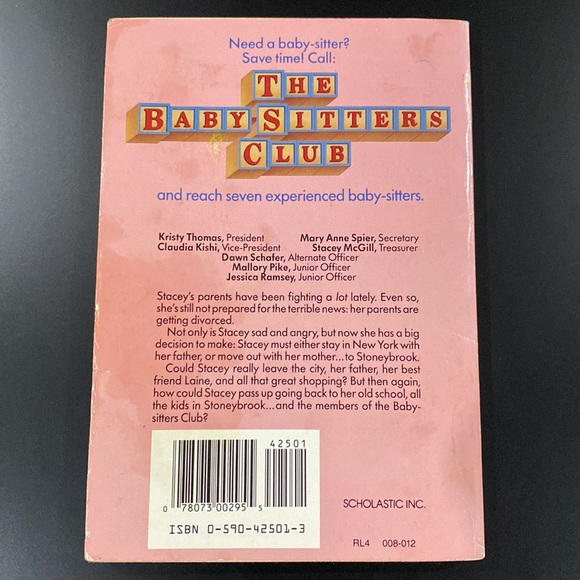 Need a baby-sitter?
Save time! Call:
THE
BABY-SITTERS
CLUB
and reach seven experienced baby-sitters.
Kristy Thomas, President Mary Anne Spier, Secretary
Claudia Kishi, Vice-President Stacey McGill, Treasurer
Dawn Schafer, Alternate Officer
Mallory Pike, Junior Officer
Jessica Ramsey, Junior Officer
Stacey's parents have been fighting a lot lately. Even so,
she's still not prepared for the terrible news: her parents are
getting divorced.
Not only is Stacey sad and angry, but now she has a big
decision to make: Stacey must either stay in New York with
her father, or move out with her mother...to Stoneybrook.
Could Stacey really leave the city, her father, her best
friend Laine, and all that great shopping? But then again,
how could Stacey pass up going back to her old school, all
the kids in Stoneybrook...and the members of the Baby-
sitters Club?
42501
0 78073 00295 5
ISBN 0-590-42501-3
SCHOLASTIC INC.
RL4 008-012